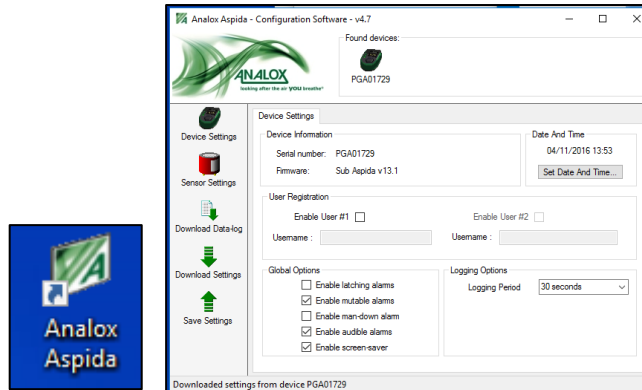 Analox
Aspida
Analox Aspida - Configuration Software - v4.7
ANALOX
looking after the air YOU breathe®
Found devices:
PGA01729
Device Settings
Sensor Settings
Download Data-log
Download Settings
Save Settings
Device Settings
Device Information
Serial number: PGA01729
Firmware: Sub Aspida v13.1
Date And Time
04/11/2016 13:53
Set Date And Time...
User Registration
Enable User #1
Enable User #2
Username :
Username :
Global Options
Enable latching alarms
Enable mutable alarms
Enable man-down alarm
Enable audible alarms
Enable screen-saver
Logging Options
Logging Period 30 seconds
Downloaded settings from device PGA01729